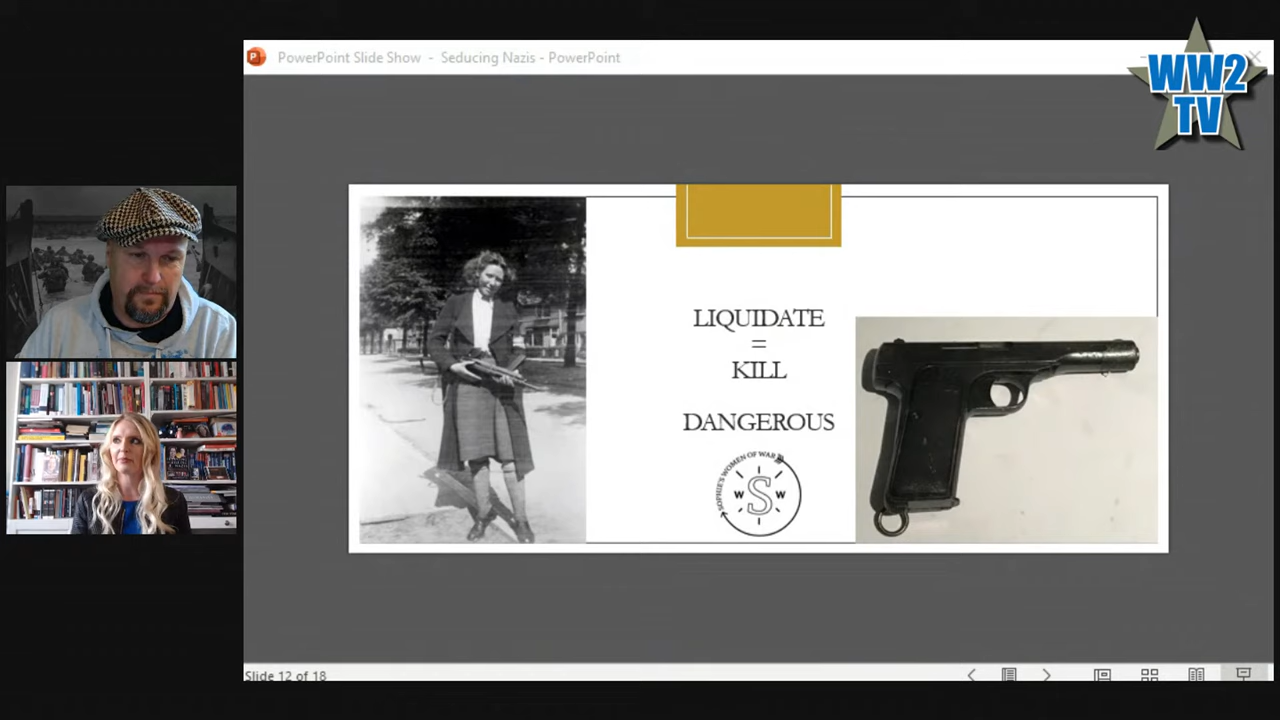 PowerPoint Slide Show - Seducing Nazis - PowerPoint
WW2
TV
LIQUIDATE
=
KILL
DANGEROUS
SOPHIE'S WOMEN OF WAR
W S W
Slide 12 of 18